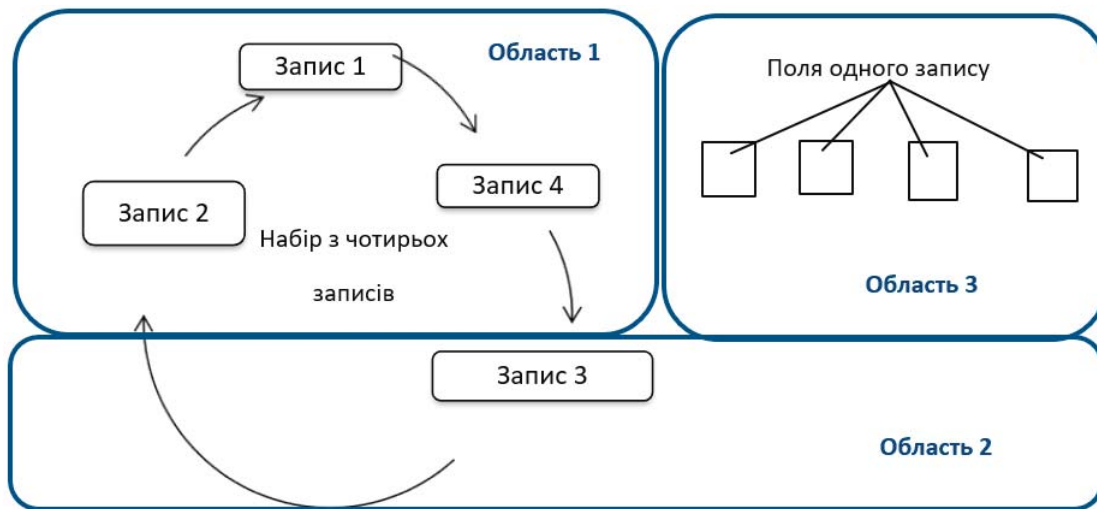 Область 1
Запис 1
Запис 4
Запис 2
Набір з чотирьох
записів
Поля одного запису
Область 3
Запис 3
Область 2